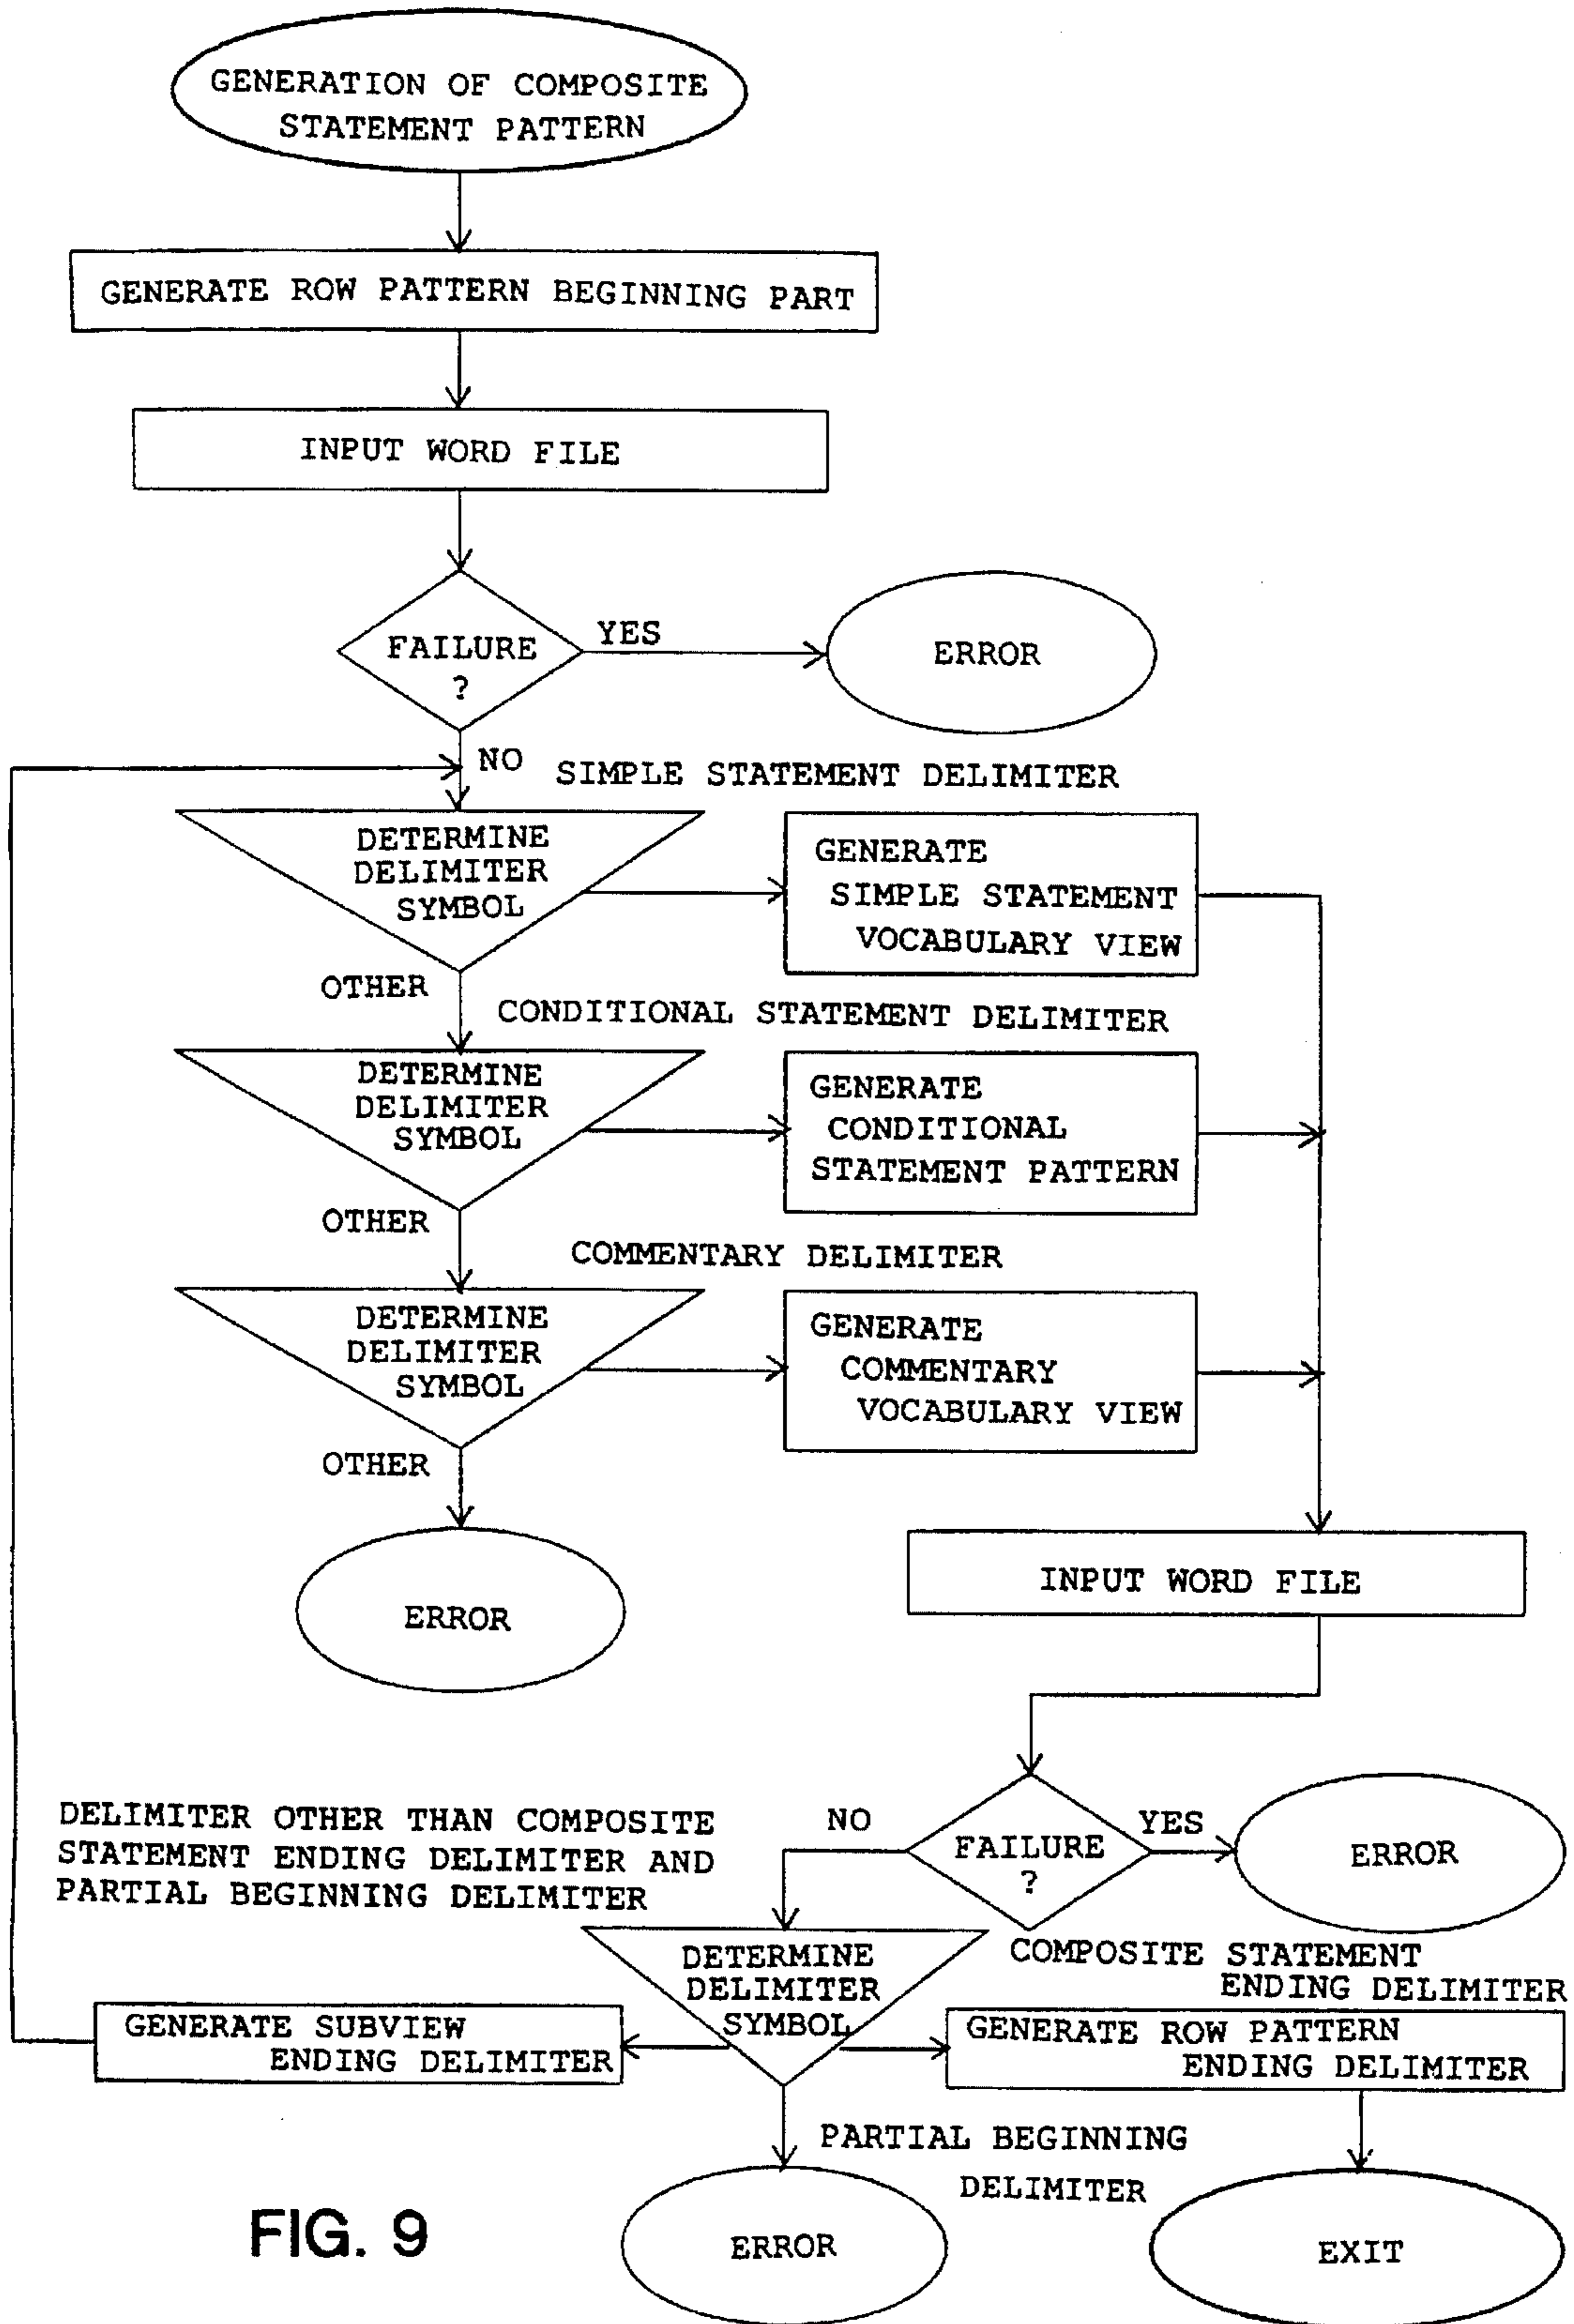 GENERATION OF COMPOSITE
STATEMENT PATTERN
GENERATE ROW PATTERN BEGINNING PART
INPUT WORD FILE
FAILURE
?
YES
ERROR
NO
SIMPLE STATEMENT DELIMITER
DETERMINE
DELIMITER
SYMBOL
GENERATE
SIMPLE STATEMENT
VOCABULARY VIEW
OTHER
CONDITIONAL STATEMENT DELIMITER
DETERMINE
DELIMITER
SYMBOL
GENERATE
CONDITIONAL
STATEMENT PATTERN
OTHER
COMMENTARY DELIMITER
DETERMINE
DELIMITER
SYMBOL
GENERATE
COMMENTARY
VOCABULARY VIEW
OTHER
ERROR
INPUT WORD FILE
DELIMITER OTHER THAN COMPOSITE
STATEMENT ENDING DELIMITER AND
PARTIAL BEGINNING DELIMITER
NO
FAILURE
?
YES
ERROR
DETERMINE
DELIMITER
SYMBOL
COMPOSITE STATEMENT
ENDING DELIMITER
GENERATE SUBVIEW
ENDING DELIMITER
GENERATE ROW PATTERN
ENDING DELIMITER
PARTIAL BEGINNING
DELIMITER
ERROR
EXIT
FIG. 9